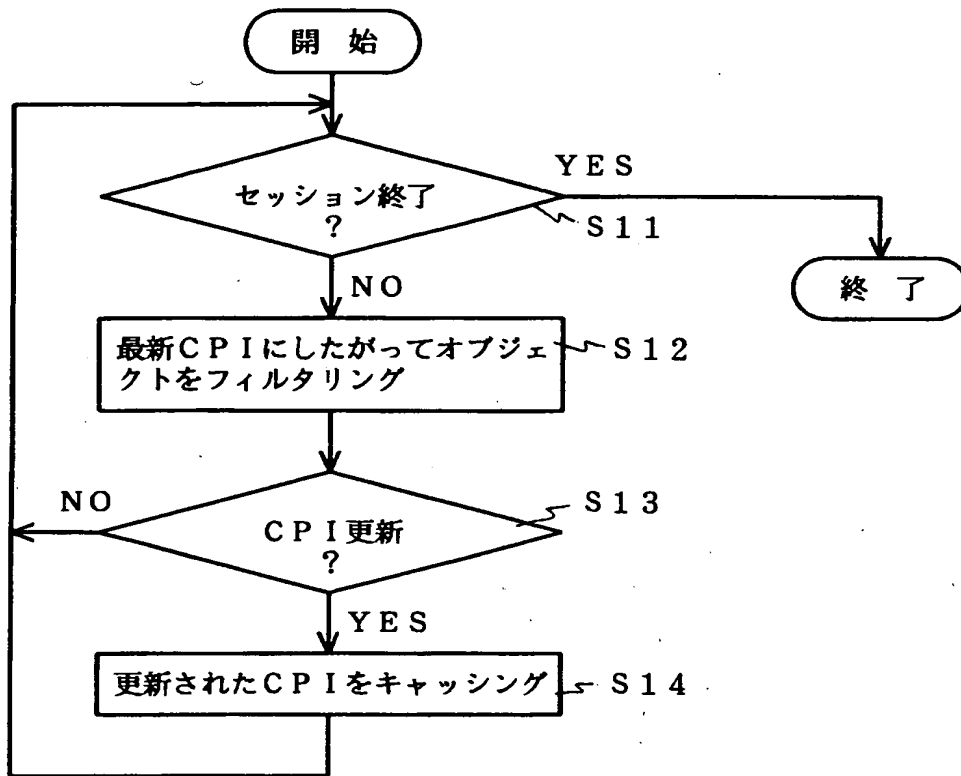 開 始
YES
セッション終了
?
S11
NO
終 了
最新CPIにしたがってオブジェ
クトをフィルタリング
S12
NO
S13
CPI更新
?
YES
更新されたCPIをキャッシング
S14